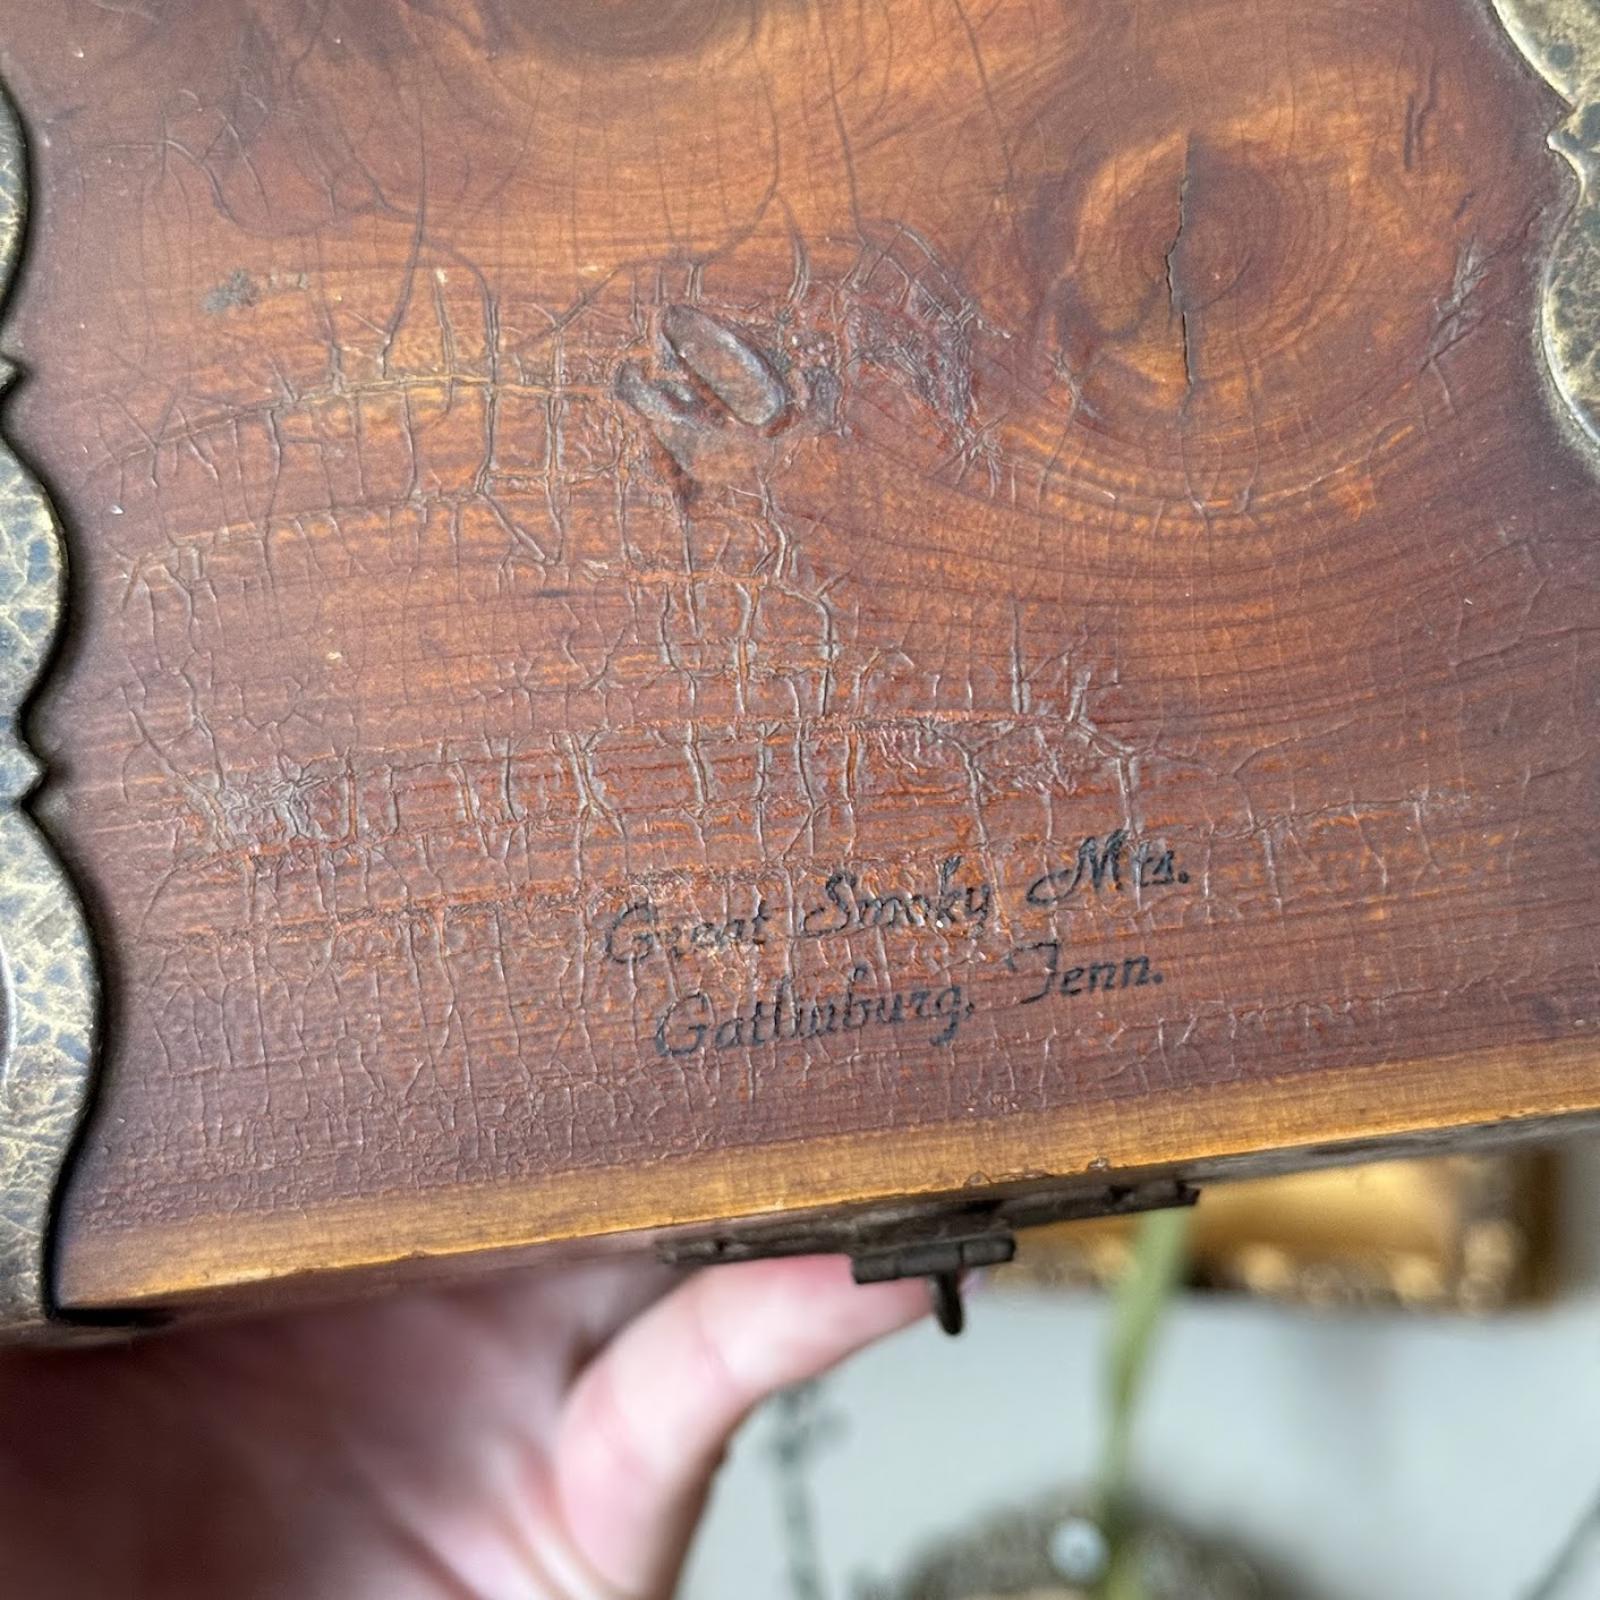 Great Smoky Mts.
Gatlinburg, Tenn.